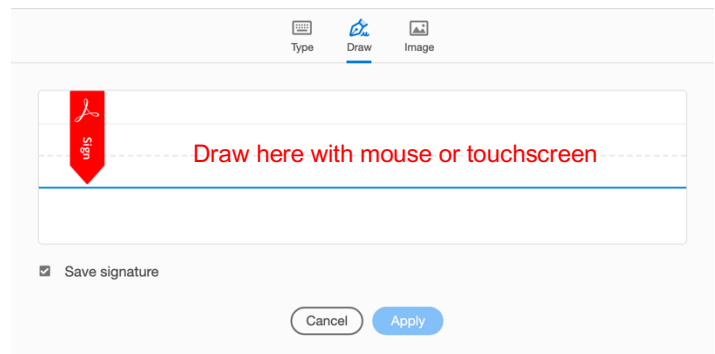 Type Draw Image
Sign
Draw here with mouse or touchscreen
Save signature
Cancel Apply